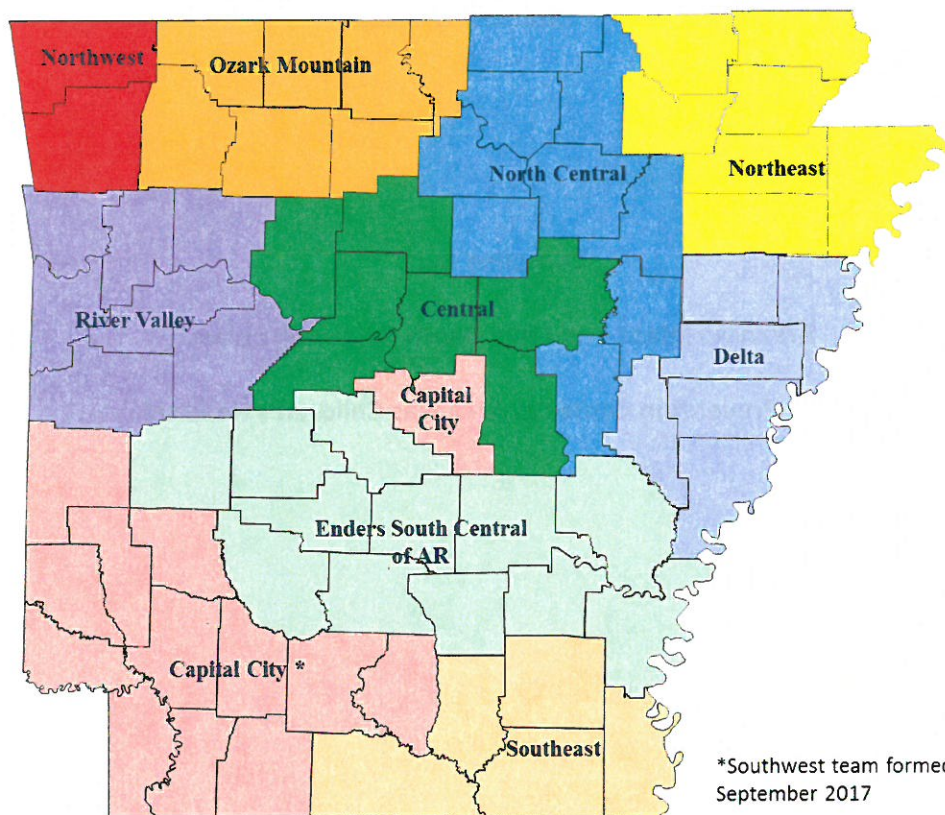 Northwest
Ozark Mountain
North Central
Northeast
River Valley
Central
Delta
Capital
City
Enders South Central
of AR
Capital City *
Southeast
*Southwest team formed
September 2017